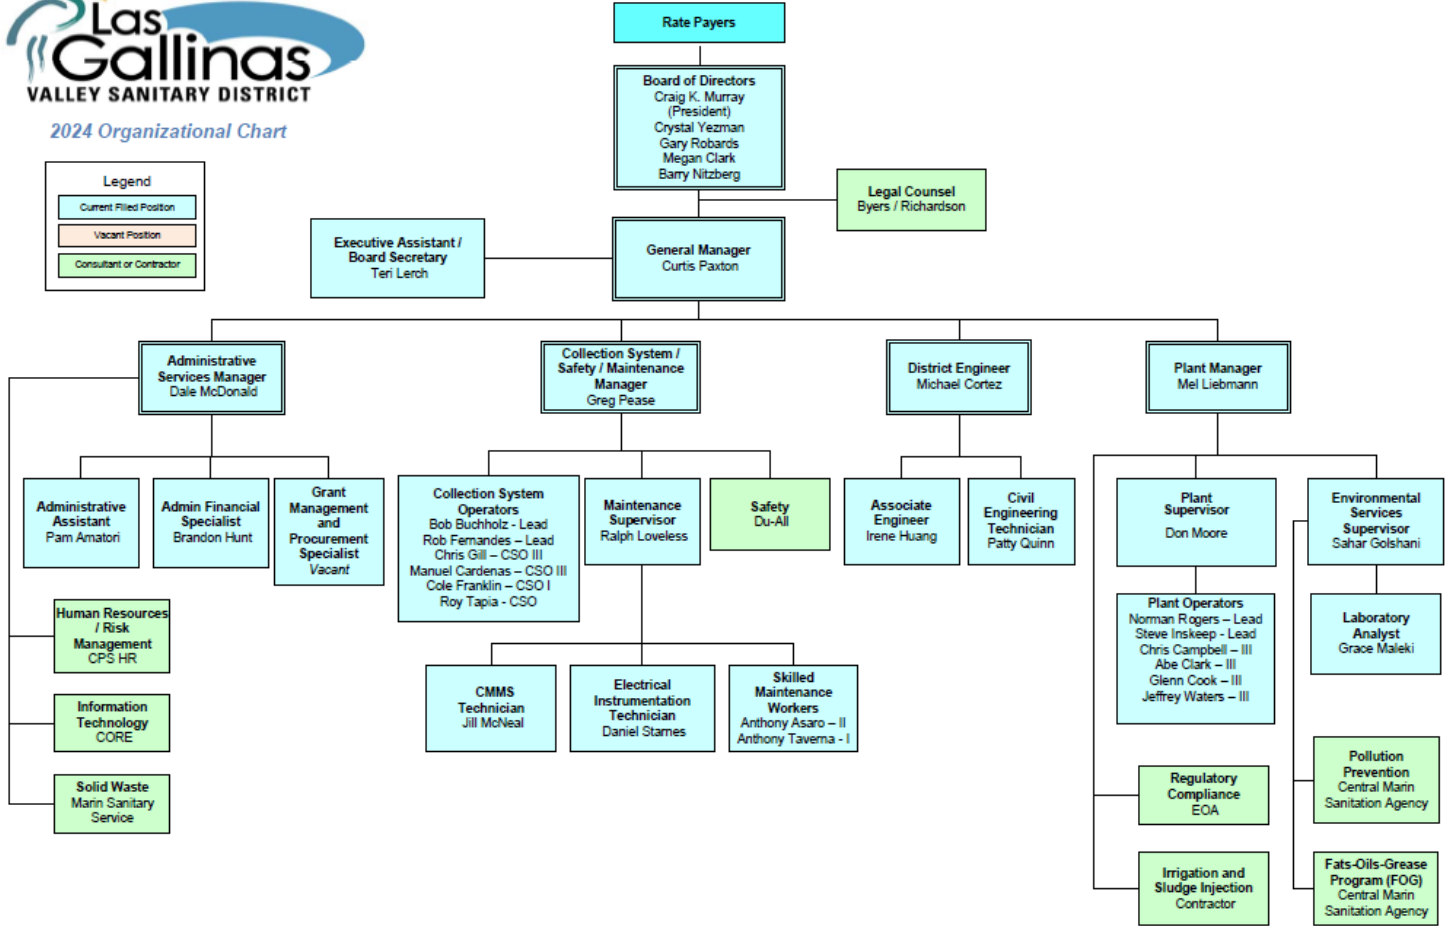 Las
Gallinas
VALLEY SANITARY DISTRICT
2024 Organizational Chart
Legend
Current Filled Position
Vacant Position
Consultant or Contractor
Rate Payers
Board of Directors
Craig K. Murray
(President)
Crystal Yezman
Gary Robards
Megan Clark
Barry Nitzberg
Legal Counsel
Byers / Richardson
Executive Assistant /
Board Secretary
Teri Lerch
General Manager
Curtis Paxton
Administrative
Services Manager
Dale McDonald
Collection System /
Safety / Maintenance
Manager
Greg Pease
District Engineer
Michael Cortez
Plant Manager
Mel Liebmann
Administrative
Assistant
Pam Amatori
Admin Financial
Specialist
Brandon Hunt
Grant
Management
and
Procurement
Specialist
Vacant
Collection System
Operators
Bob Buchholz - Lead
Rob Fernandes – Lead
Chris Gill – CSO III
Manuel Cardenas – CSO III
Cole Franklin – CSO I
Roy Tapia - CSO
Maintenance
Supervisor
Ralph Loveless
Safety
Du-All
Associate
Engineer
Irene Huang
Civil
Engineering
Technician
Patty Quinn
Plant
Supervisor
Don Moore
Environmental
Services
Supervisor
Sahar Golshani
Human Resources
/ Risk
Management
CPS HR
Information
Technology
CORE
Solid Waste
Marin Sanitary
Service
CMMS
Technician
Jill McNeal
Electrical
Instrumentation
Technician
Daniel Starnes
Skilled
Maintenance
Workers
Anthony Asaro – II
Anthony Taverna - I
Plant Operators
Norman Rogers – Lead
Steve Inskeep - Lead
Chris Campbell – III
Abe Clark – III
Glenn Cook – III
Jeffrey Waters – III
Laboratory
Analyst
Grace Maleki
Regulatory
Compliance
EOA
Pollution
Prevention
Central Marin
Sanitation Agency
Irrigation and
Sludge Injection
Contractor
Fats-Oils-Grease
Program (FOG)
Central Marin
Sanitation Agency